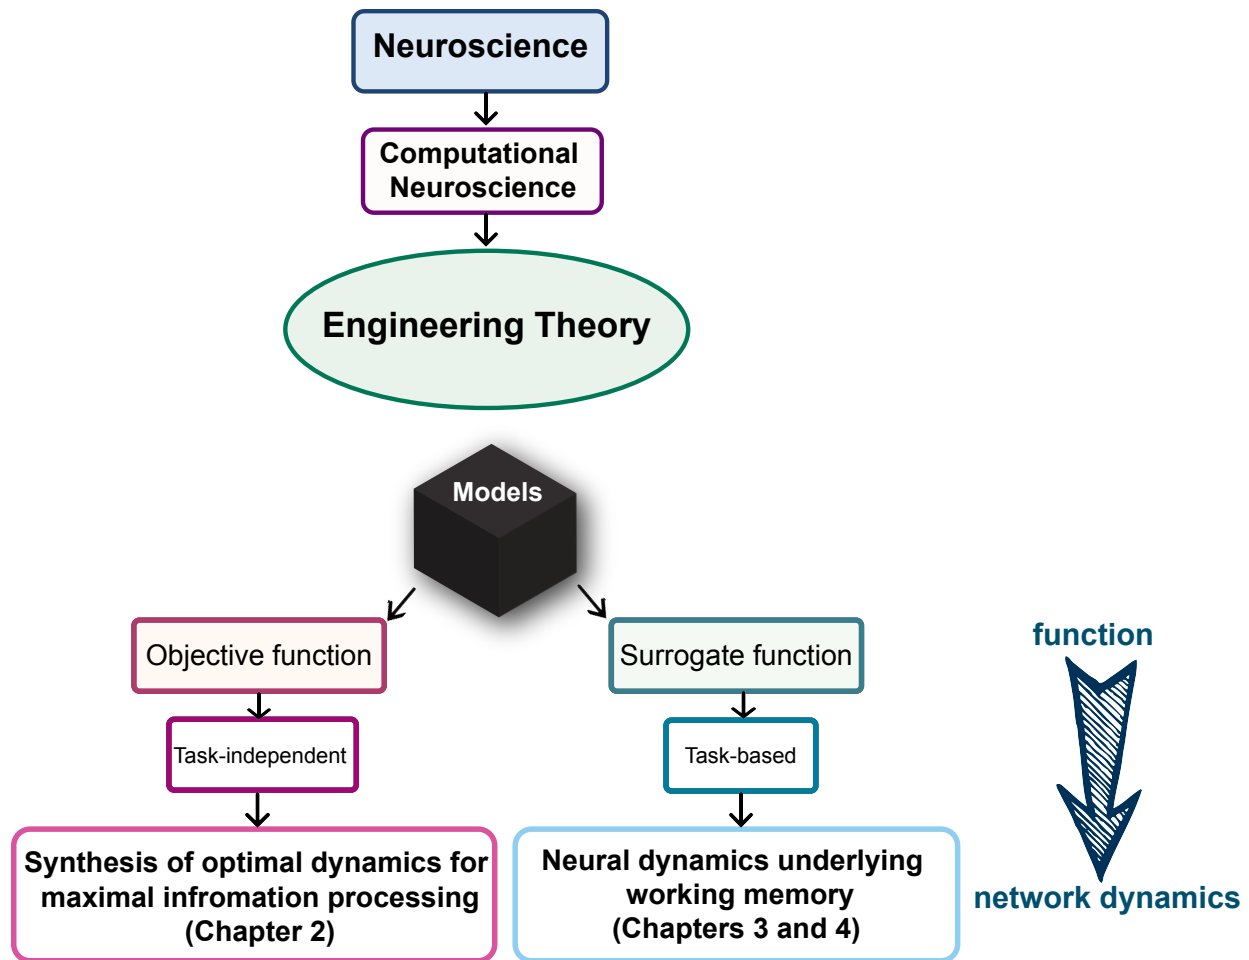 Neuroscience
Computational
Neuroscience
Engineering Theory
Models
Objective function
Surrogate function
function
Task-independent
Task-based
Synthesis of optimal dynamics for
maximal infromation processing
(Chapter 2)
Neural dynamics underlying
working memory
(Chapters 3 and 4)
network dynamics